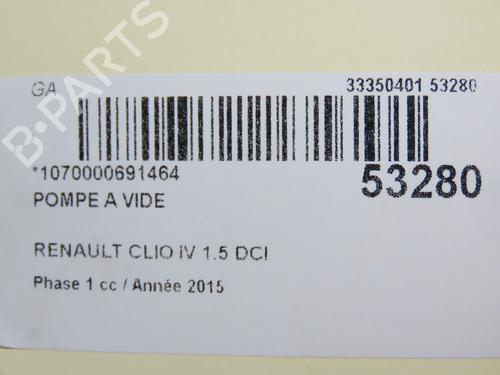 GA 33350401 53280
*1070000691464 53280
POMPE A VIDE
RENAULT CLIO IV 1.5 DCI
Phase 1 cc / Année 2015
B-PARTS